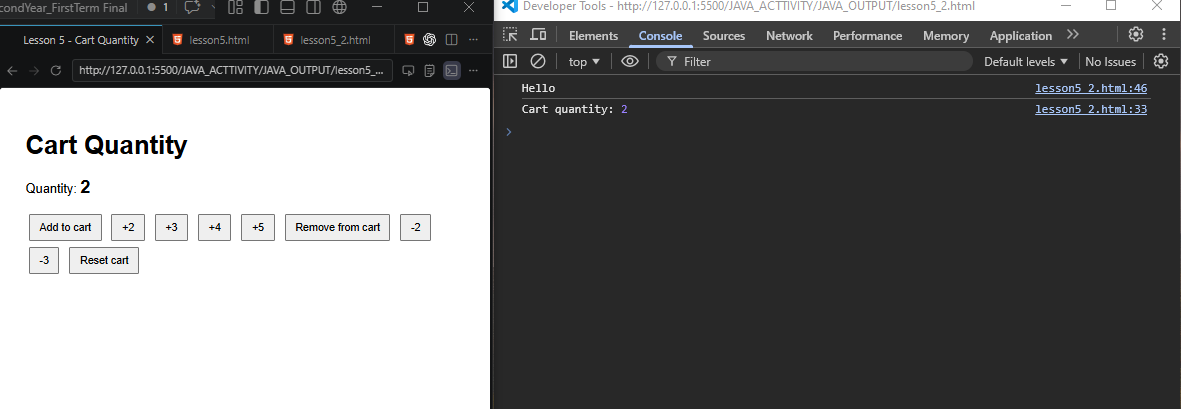 condYear_FirstTerm Final 1
Lesson 5 - Cart Quantity lesson5.html lesson5_2.html
http://127.0.0.1:5500/JAVA_ACTTIVITY/JAVA_OUTPUT/lesson5_...
Cart Quantity
Quantity: 2
Add to cart +2 +3 +4 +5 Remove from cart -2
-3 Reset cart
Developer Tools - http://127.0.0.1:5500/JAVA_ACTTIVITY/JAVA_OUTPUT/lesson5_2.html
Elements Console Sources Network Performance Memory Application
top Filter Default levels No Issues
Hello lesson5_2.html:46
Cart quantity: 2 lesson5_2.html:33